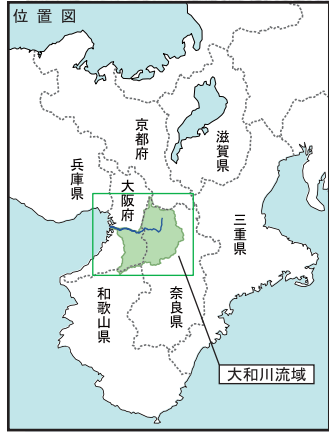 位置図
京都府
滋賀県
兵庫県
大阪府
三重県
和歌山県
奈良県
大和川流域